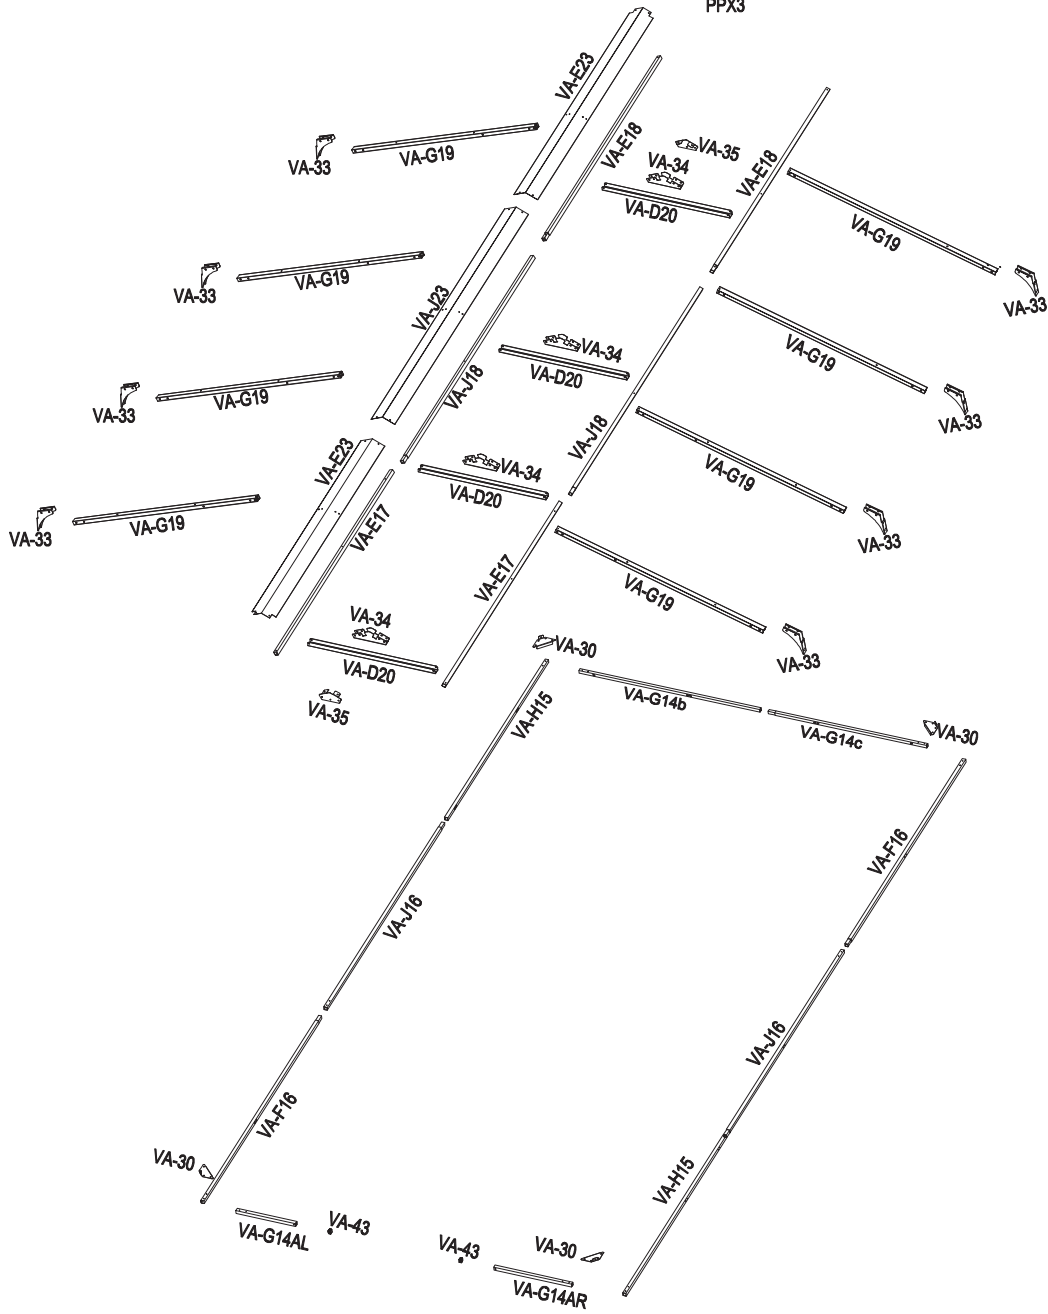 PPX3
VA-E23
VA-E18
VA-35
VA-34
VA-E18
VA-33
VA-G19
VA-D20
VA-G19
VA-33
VA-33
VA-G19
VA-J23
VA-34
VA-D20
VA-G19
VA-33
VA-J18
VA-33
VA-G19
VA-J18
VA-E23
VA-34
VA-D20
VA-G19
VA-33
VA-33
VA-G19
VA-E17
VA-E17
VA-G19
VA-34
VA-D20
VA-30
VA-33
VA-35
VA-H15
VA-G14b
VA-G14c
VA-30
VA-F16
VA-J16
VA-J16
VA-F16
VA-30
VA-H15
VA-G14AL
VA-43
VA-43
VA-30
VA-G14AR